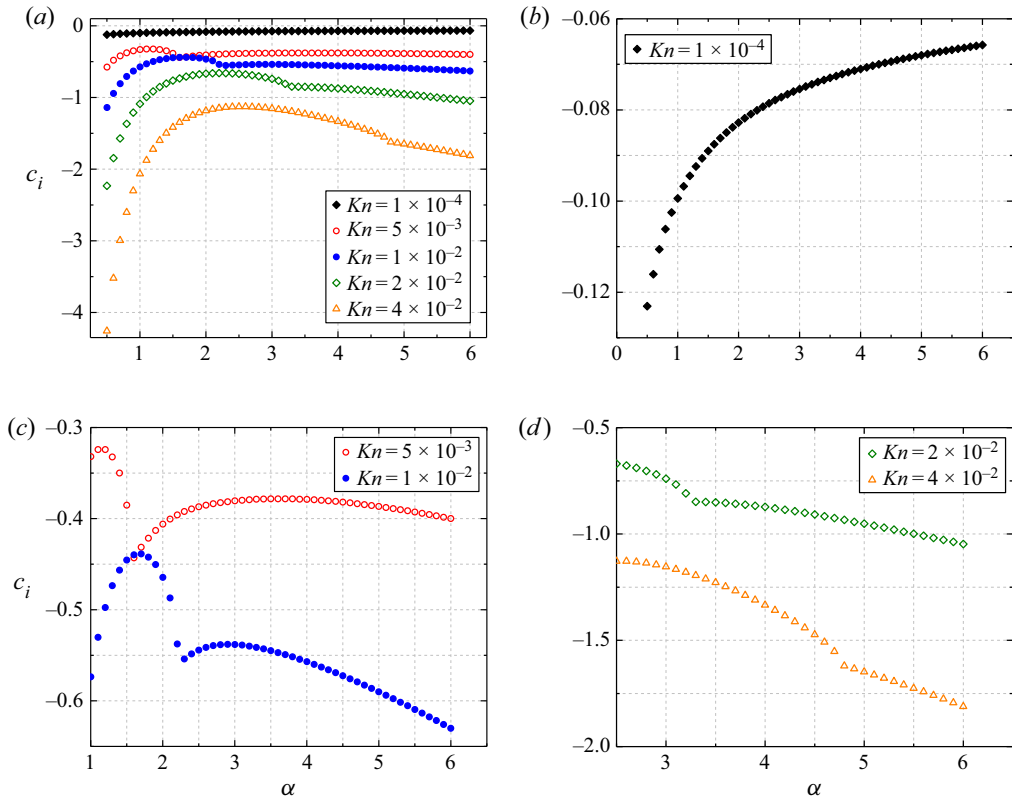 (a)
0
−1
−2
−3
−4
c_i
Kn = 1 × 10^−4
Kn = 5 × 10^−3
Kn = 1 × 10^−2
Kn = 2 × 10^−2
Kn = 4 × 10^−2
1 2 3 4 5 6
(b)
−0.06
−0.08
−0.10
−0.12
Kn = 1 × 10^−4
0 1 2 3 4 5 6
(c)
−0.3
−0.4
−0.5
−0.6
c_i
Kn = 5 × 10^−3
Kn = 1 × 10^−2
1 2 3 4 5 6
α
(d)
−0.5
−1.0
−1.5
−2.0
Kn = 2 × 10^−2
Kn = 4 × 10^−2
3 4 5 6
α